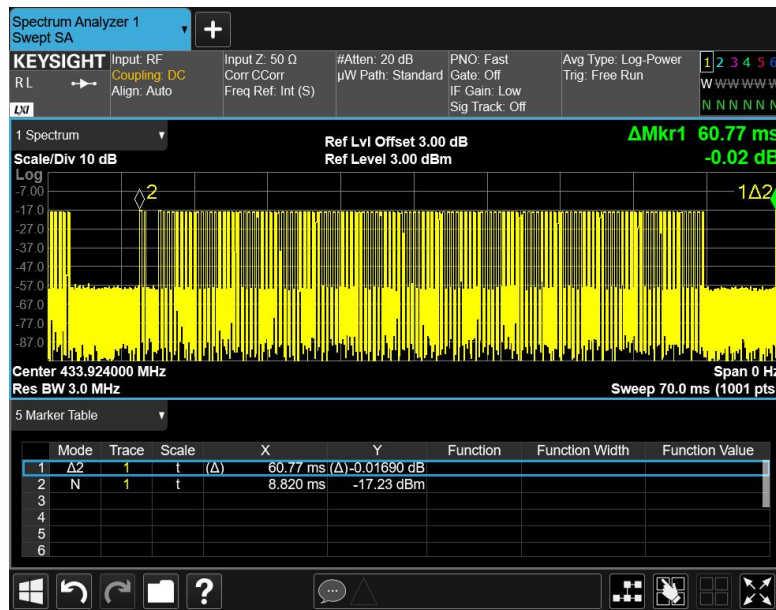 Spectrum Analyzer 1
Swept SA
+
KEYSIGHT
RL
LXI
Input: RF
Coupling: DC
Align: Auto
Input Z: 50 Ω
Corr CCorr
Freq Ref: Int (S)
#Atten: 20 dB
µW Path: Standard
PNO: Fast
Gate: Off
IF Gain: Low
Sig Track: Off
Avg Type: Log-Power
Trig: Free Run
1 2 3 4 5 6
W W W W W W
N N N N N
1 Spectrum
Scale/Div 10 dB
Ref Lvl Offset 3.00 dB
Ref Level 3.00 dBm
ΔMkr1 60.77 ms
-0.02 dB
Log
-7.00
-17.0
-27.0
-37.0
-47.0
-57.0
-67.0
-77.0
-87.0
2
1Δ2
Center 433.924000 MHz
Span 0 Hz
Res BW 3.0 MHz
Sweep 70.0 ms (1001 pts
5 Marker Table
Mode Trace Scale X Y Function Function Width Function Value
1 Δ2 1 t (Δ) 60.77 ms (Δ) -0.01690 dB
2 N 1 t 8.820 ms -17.23 dBm
3
4
5
6
?